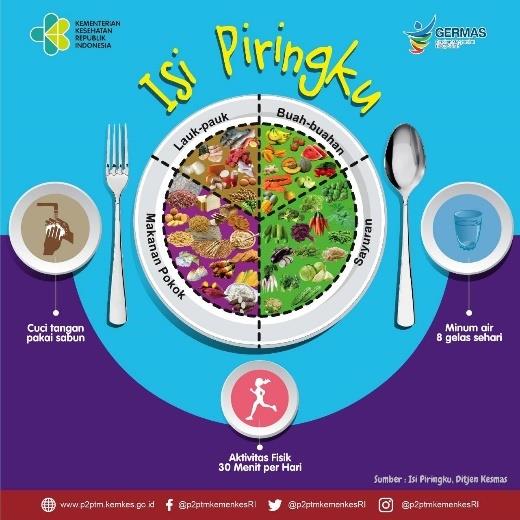 KEMENTERIAN
KESEHATAN
REPUBLIK
INDONESIA
GERMAS
Isi Piringku
Lauk-pauk
Buah-buahan
Makanan Pokok
Sayuran
Cuci tangan
pakai sabun
Minum air
8 gelas sehari
Aktivitas Fisik
30 Menit per Hari
Sumber : Isi Piringku, Ditjen Kesmas
www.p2ptm.kemkes.go.id
@p2ptmkemenkesRI
@p2ptmkemenkesRI
@p2ptmkemenkesRI